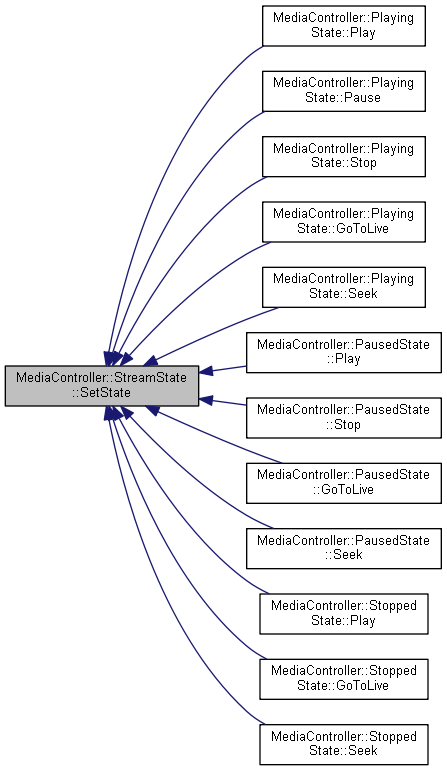 MediaController::Playing
State::Play
MediaController::Playing
State::Pause
MediaController::Playing
State::Stop
MediaController::Playing
State::GoToLive
MediaController::Playing
State::Seek
MediaController::StreamState
::SetState
MediaController::PausedState
::Play
MediaController::PausedState
::Stop
MediaController::PausedState
::GoToLive
MediaController::PausedState
::Seek
MediaController::Stopped
State::Play
MediaController::Stopped
State::GoToLive
MediaController::Stopped
State::Seek